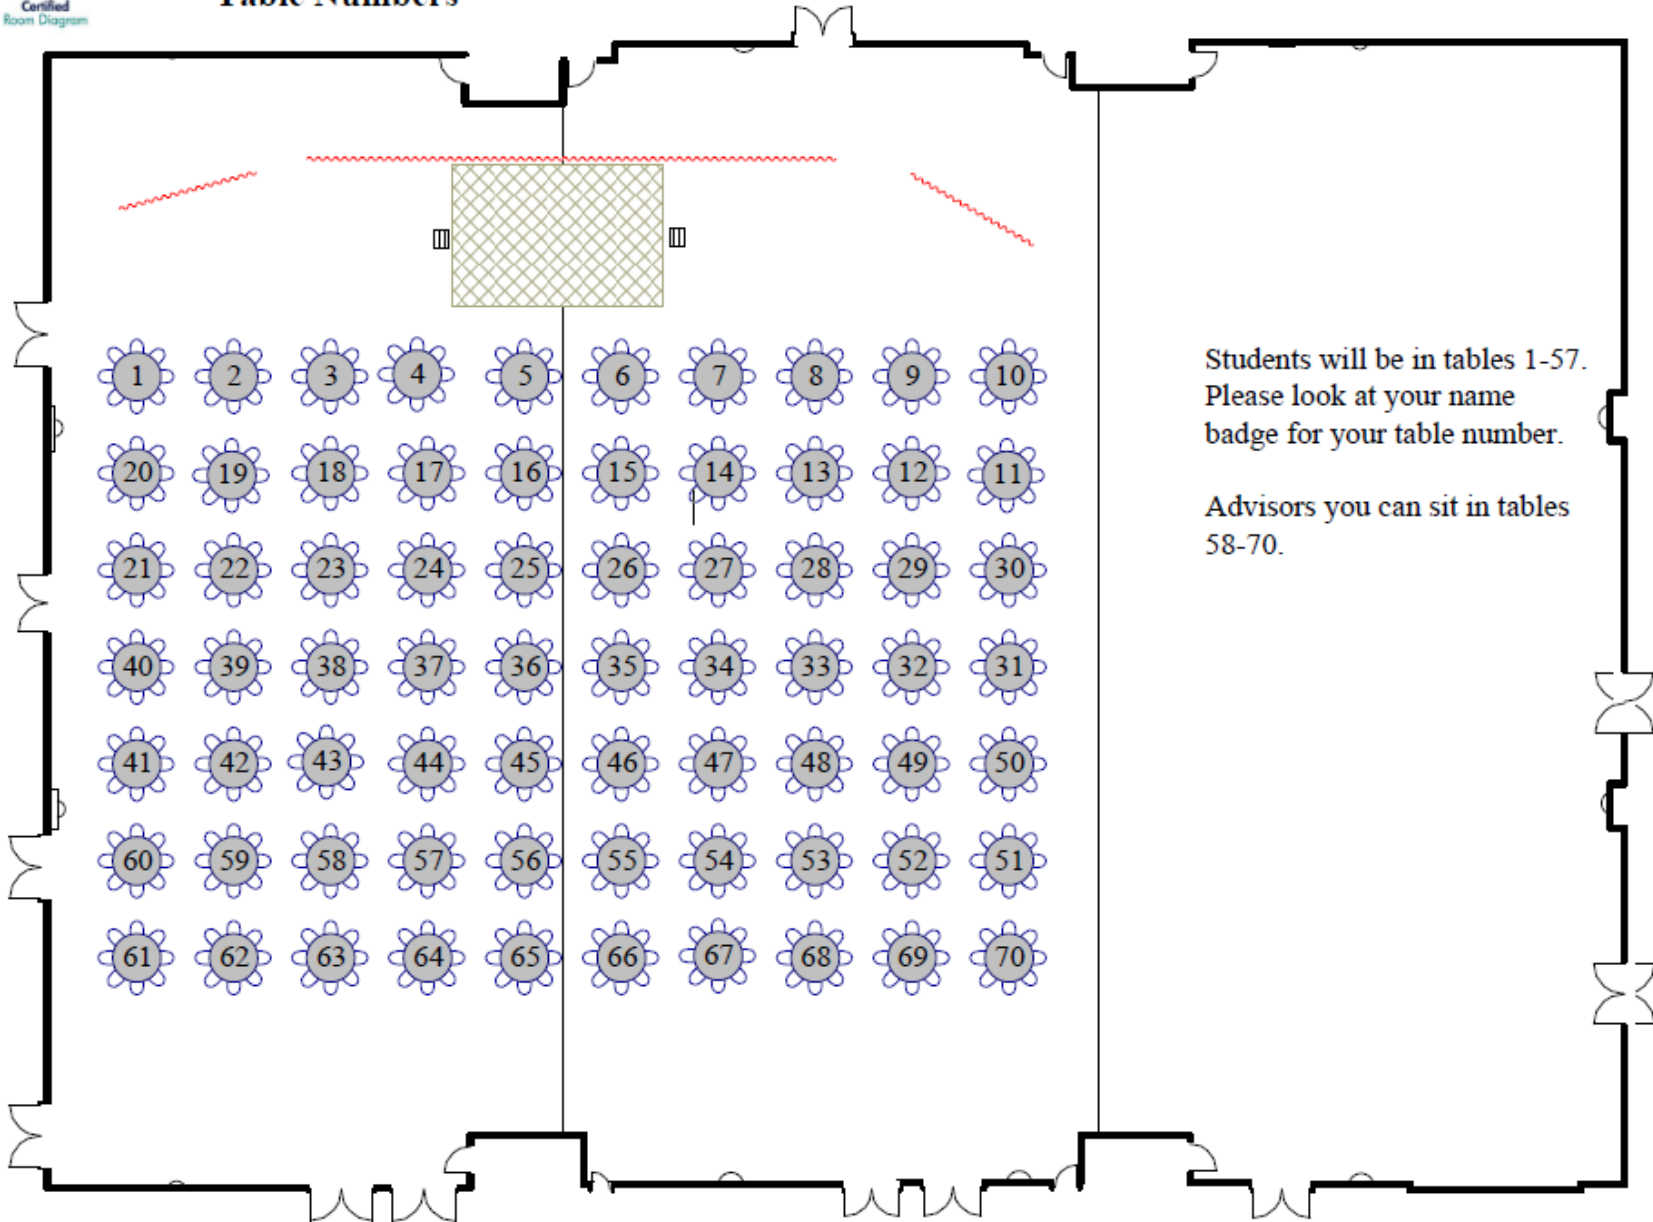 Certified
Room Diagram
Table Numbers
1 2 3 4 5 6 7 8 9 10
20 19 18 17 16 15 14 13 12 11
21 22 23 24 25 26 27 28 29 30
40 39 38 37 36 35 34 33 32 31
41 42 43 44 45 46 47 48 49 50
60 59 58 57 56 55 54 53 52 51
61 62 63 64 65 66 67 68 69 70
Students will be in tables 1-57.
Please look at your name
badge for your table number.
Advisors you can sit in tables
58-70.